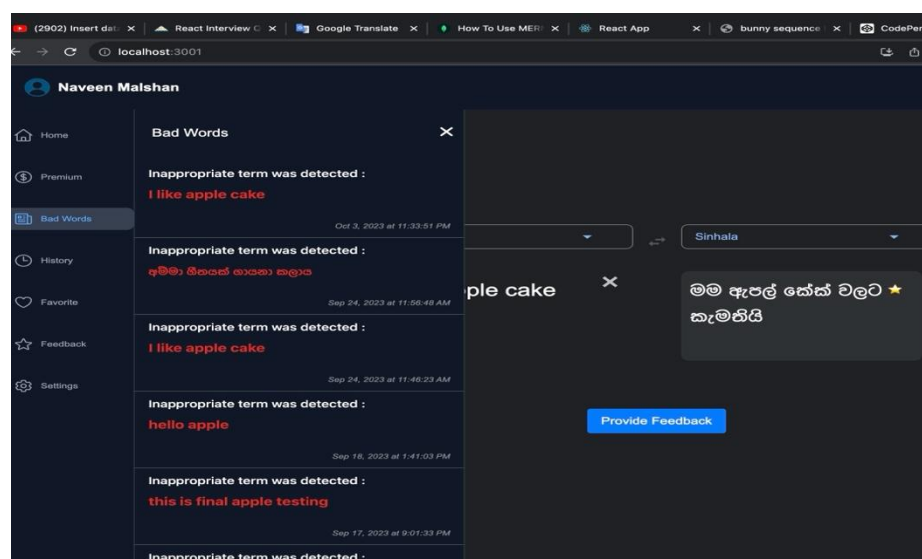 (2902) Insert dat
React Interview Q
Google Translate
How To Use MER
React App
bunny sequence
CodePen
localhost:3001
Naveen Malshan
Home
Premium
Bad Words
History
Favorite
Feedback
Settings
Bad Words
Inappropriate term was detected :
I like apple cake
Oct 3, 2023 at 11:33:51 PM
Inappropriate term was detected :
අම්මා ගීතයක් ගායනා කලාය
Sep 24, 2023 at 11:56:48 AM
Inappropriate term was detected :
I like apple cake
Sep 24, 2023 at 11:46:23 AM
Inappropriate term was detected :
hello apple
Sep 18, 2023 at 1:41:03 PM
Inappropriate term was detected :
this is final apple testing
Sep 17, 2023 at 9:01:33 PM
Inappropriate term was detected :
Sinhala
ple cake
මම ඇපල් කේක් වලට
කැමතියි
Provide Feedback